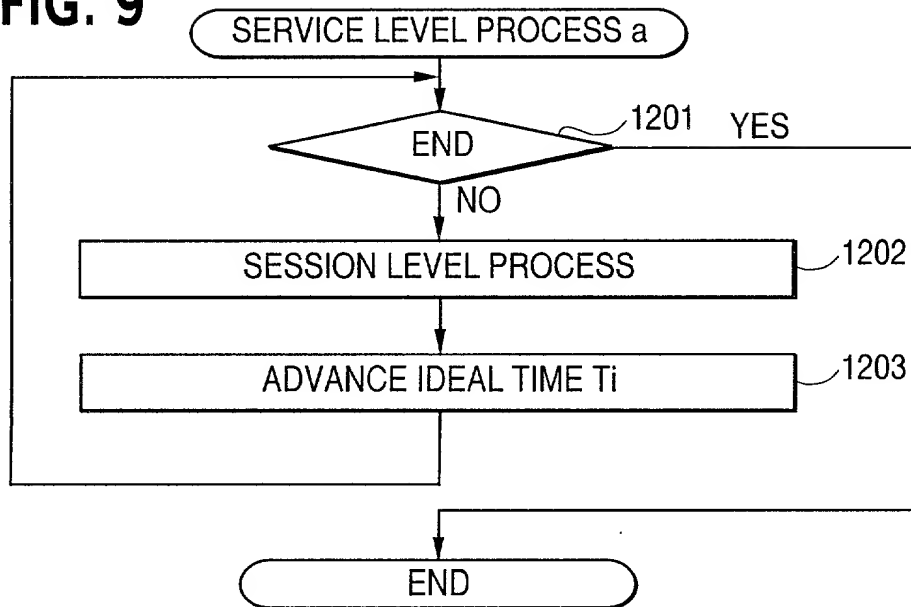 FIG. 9
SERVICE LEVEL PROCESS a
END
1201
YES
NO
SESSION LEVEL PROCESS
1202
ADVANCE IDEAL TIME Ti
1203
END